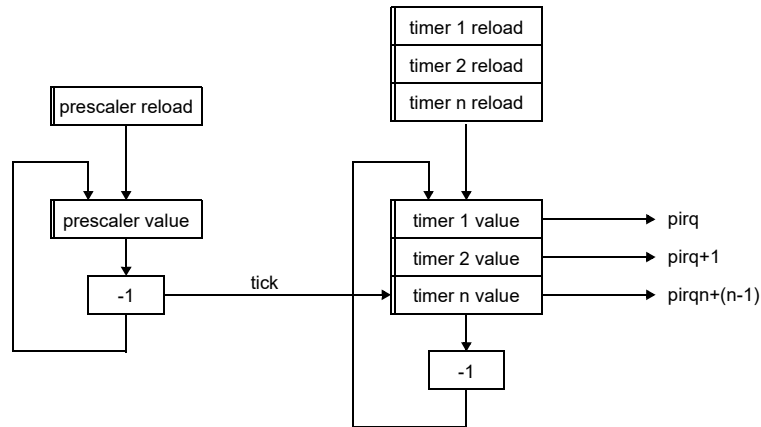 timer 1 reload
timer 2 reload
timer n reload
prescaler reload
prescaler value
-1
tick
timer 1 value
timer 2 value
timer n value
pirq
pirq+1
pirqn+(n-1)
-1